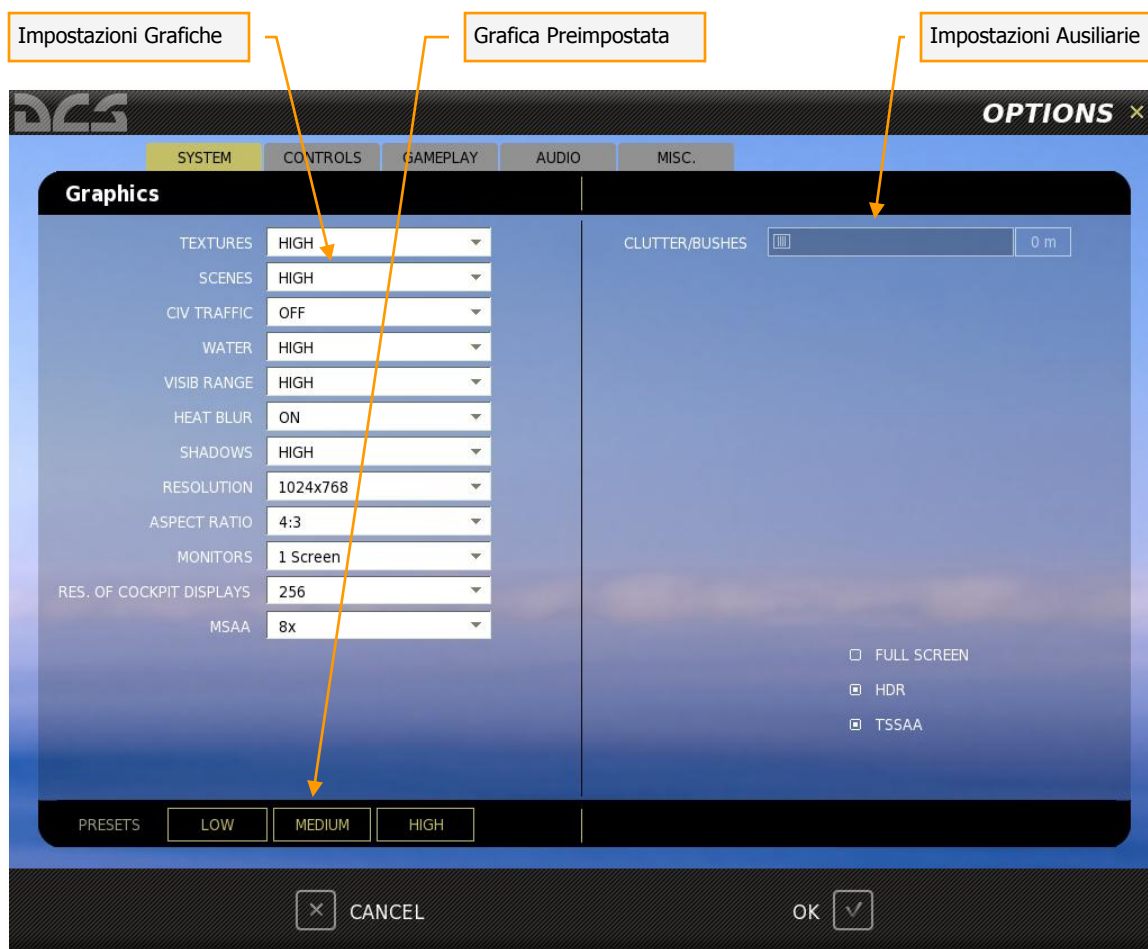 Impostazioni Grafiche
Grafica Preimpostata
Impostazioni Ausiliarie
DCS
OPTIONS
SYSTEM
CONTROLS
GAMEPLAY
AUDIO
MISC.
Graphics
TEXTURES HIGH
SCENES HIGH
CIV TRAFFIC OFF
WATER HIGH
VISIB RANGE HIGH
HEAT BLUR ON
SHADOWS HIGH
RESOLUTION 1024x768
ASPECT RATIO 4:3
MONITORS 1 Screen
RES. OF COCKPIT DISPLAYS 256
MSAA 8x
CLUTTER/BUSHES 0 m
FULL SCREEN
HDR
TSSAA
PRESETS LOW MEDIUM HIGH
CANCEL
OK